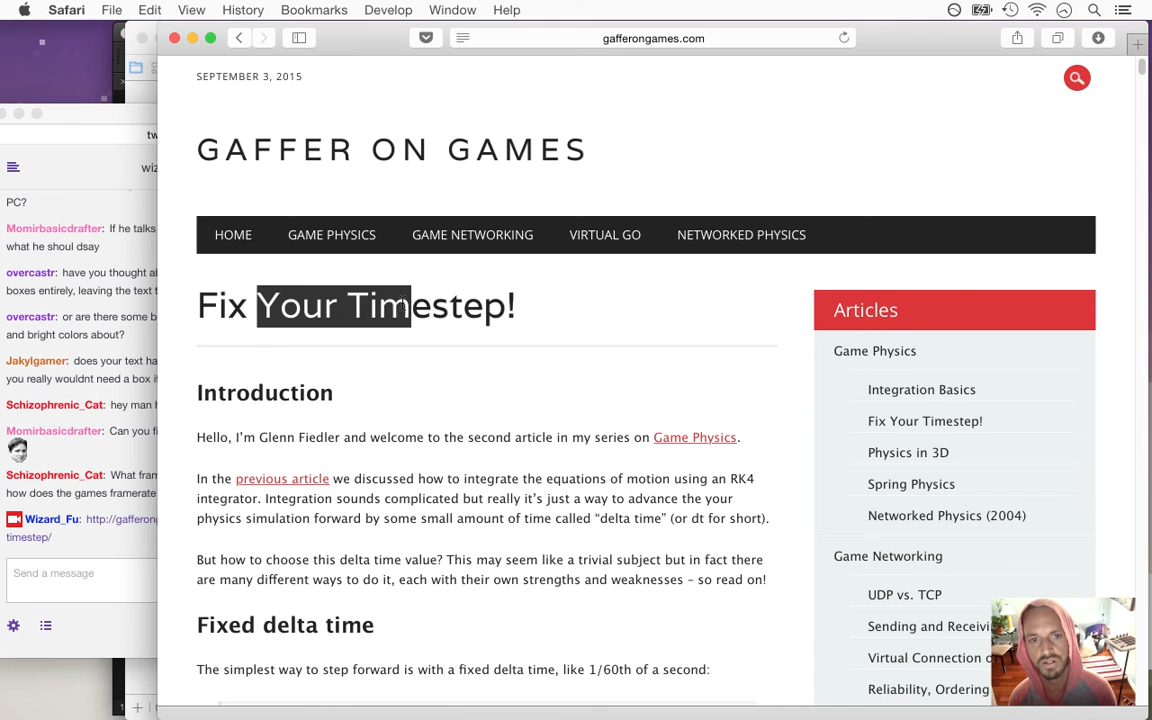 Safari File Edit View History Bookmarks Develop Window Help
gafferongames.com
SEPTEMBER 3, 2015
GAFFER ON GAMES
HOME GAME PHYSICS GAME NETWORKING VIRTUAL GO NETWORKED PHYSICS
Fix Your Timestep!
Introduction
Hello, I'm Glenn Fiedler and welcome to the second article in my series on Game Physics.
In the previous article we discussed how to integrate the equations of motion using an RK4
integrator. Integration sounds complicated but really it's just a way to advance the your
physics simulation forward by some small amount of time called “delta time” (or dt for short).
But how to choose this delta time value? This may seem like a trivial subject but in fact there
are many different ways to do it, each with their own strengths and weaknesses – so read on!
Fixed delta time
The simplest way to step forward is with a fixed delta time, like 1/60th of a second:
Articles
Game Physics
Integration Basics
Fix Your Timestep!
Physics in 3D
Spring Physics
Networked Physics (2004)
Game Networking
UDP vs. TCP
Sending and Receivi
Virtual Connection o
Reliability, Ordering
tw
wiz
PC?
Momirbasicdrafter: If he talks
what he shoul dsay
overcastr: have you thought ab
boxes entirely, leaving the text t
overcastr: or are there some b
and bright colors about?
Jakylgamer: does your text ha
you really wouldnt need a box i
Schizophrenic_Cat: hey man h
Momirbasicdrafter: Can you fi
Schizophrenic_Cat: What fram
how does the games framerate
Wizard_Fu: http://gafferong
timestep/
Send a message